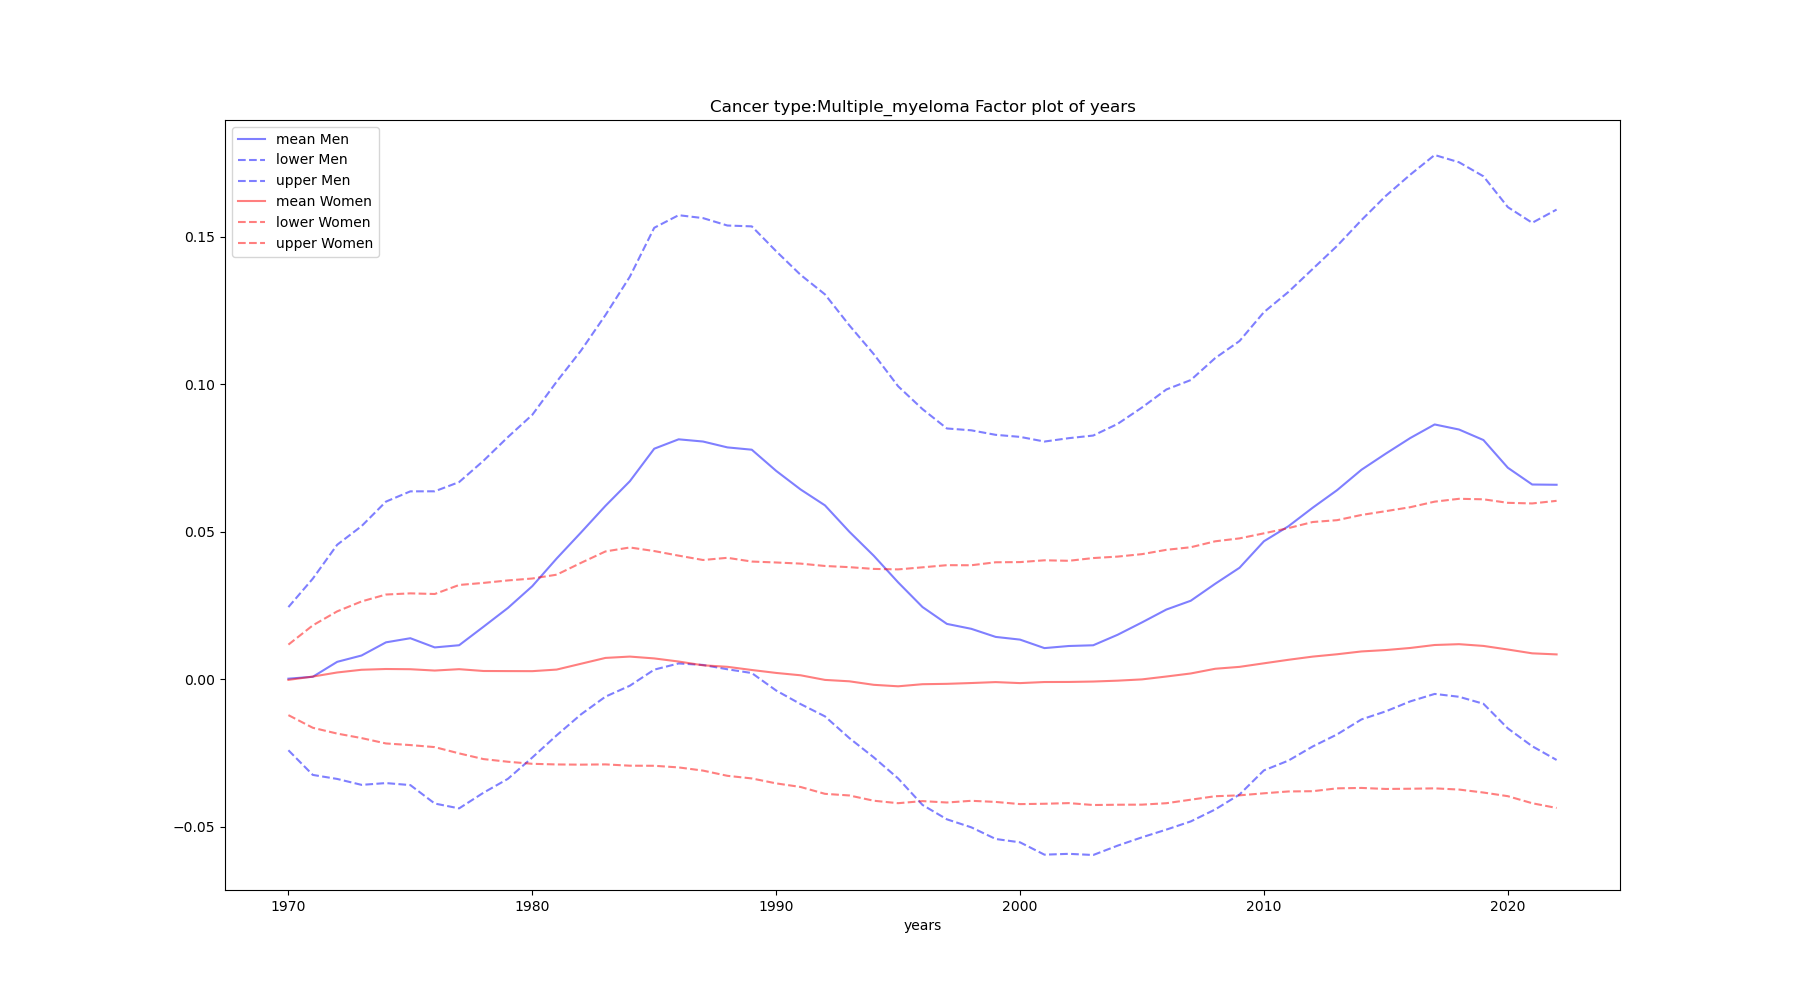 Cancer type:Multiple_myeloma Factor plot of years
mean Men
lower Men
upper Men
mean Women
lower Women
upper Women
0.15
0.10
0.05
0.00
−0.05
1970 1980 1990 2000 2010 2020
years